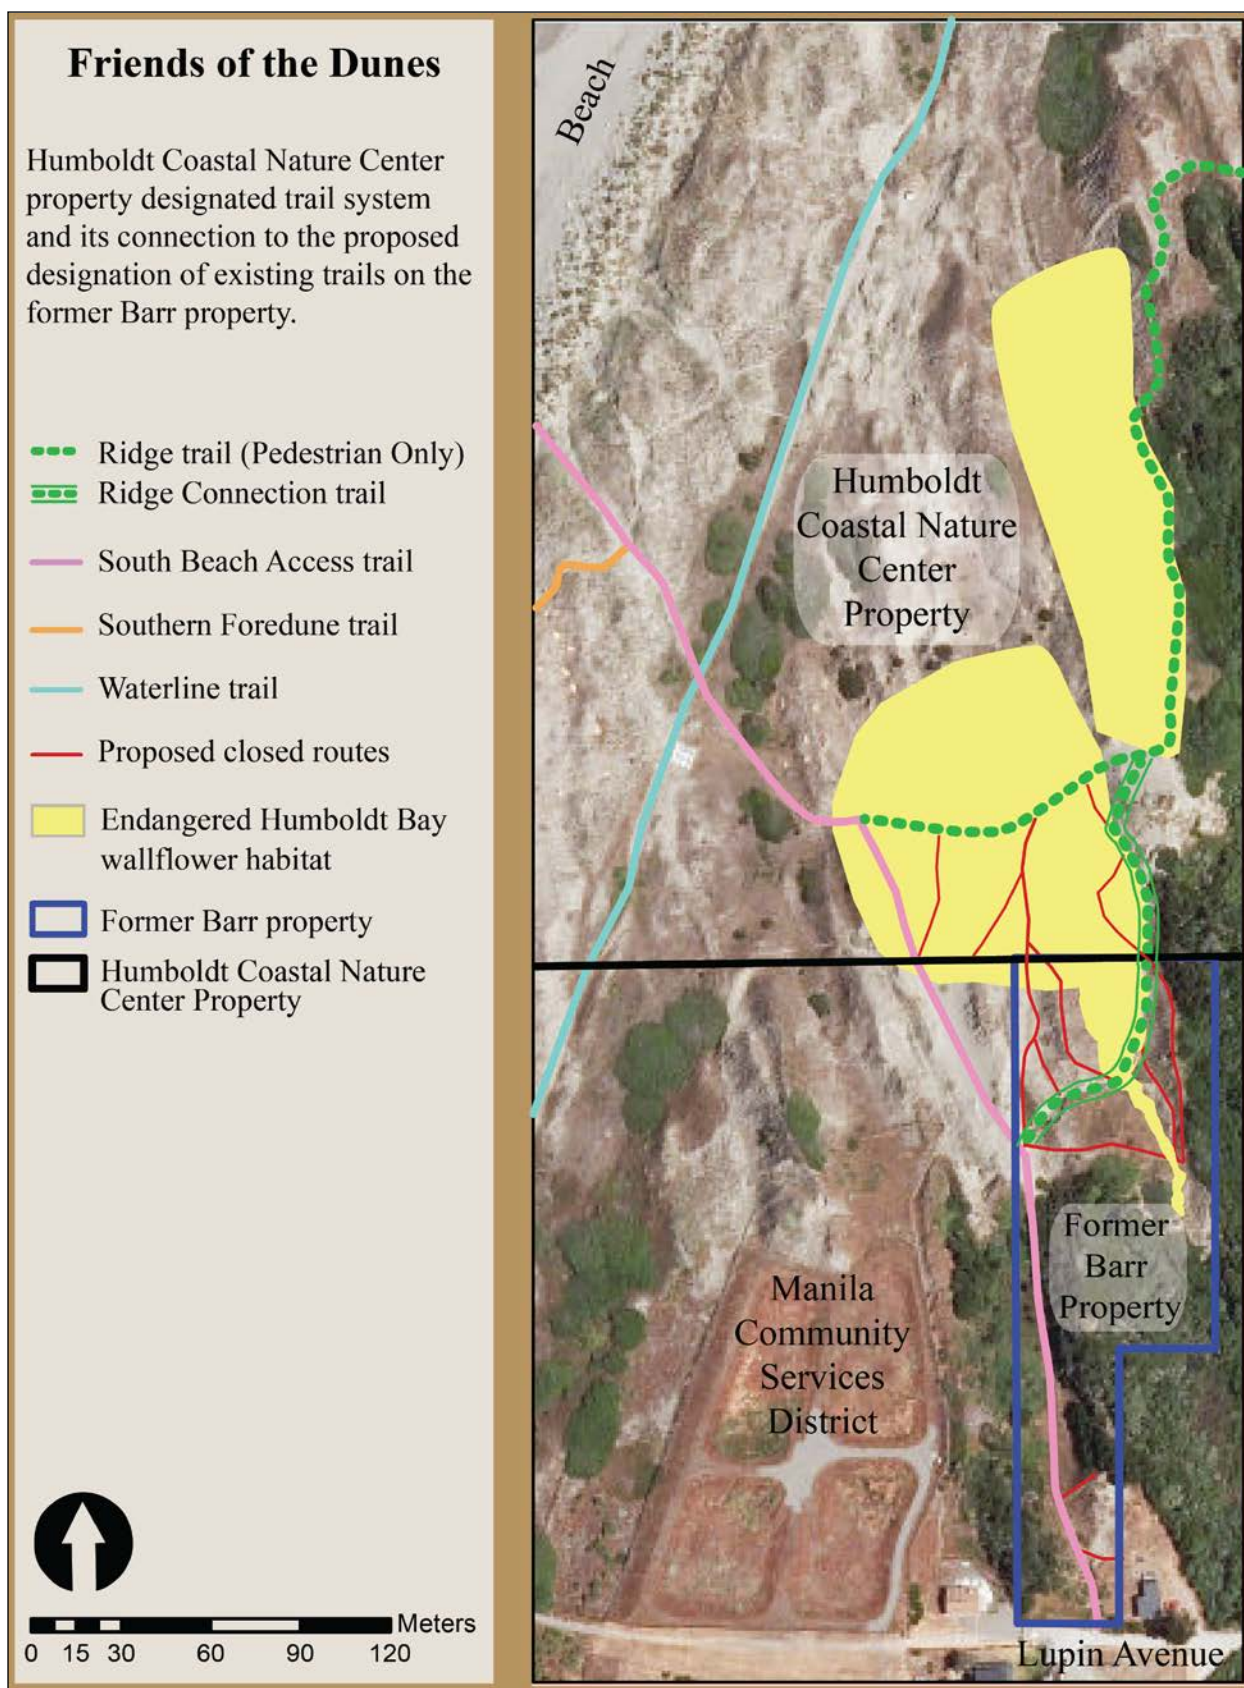 Friends of the Dunes
Humboldt Coastal Nature Center
property designated trail system
and its connection to the proposed
designation of existing trails on the
former Barr property.
Ridge trail (Pedestrian Only)
Ridge Connection trail
South Beach Access trail
Southern Foredune trail
Waterline trail
Proposed closed routes
Endangered Humboldt Bay
wallflower habitat
Former Barr property
Humboldt Coastal Nature
Center Property
Meters
0 15 30 60 90 120
Beach
Humboldt
Coastal Nature
Center
Property
Former
Barr
Property
Manila
Community
Services
District
Lupin Avenue